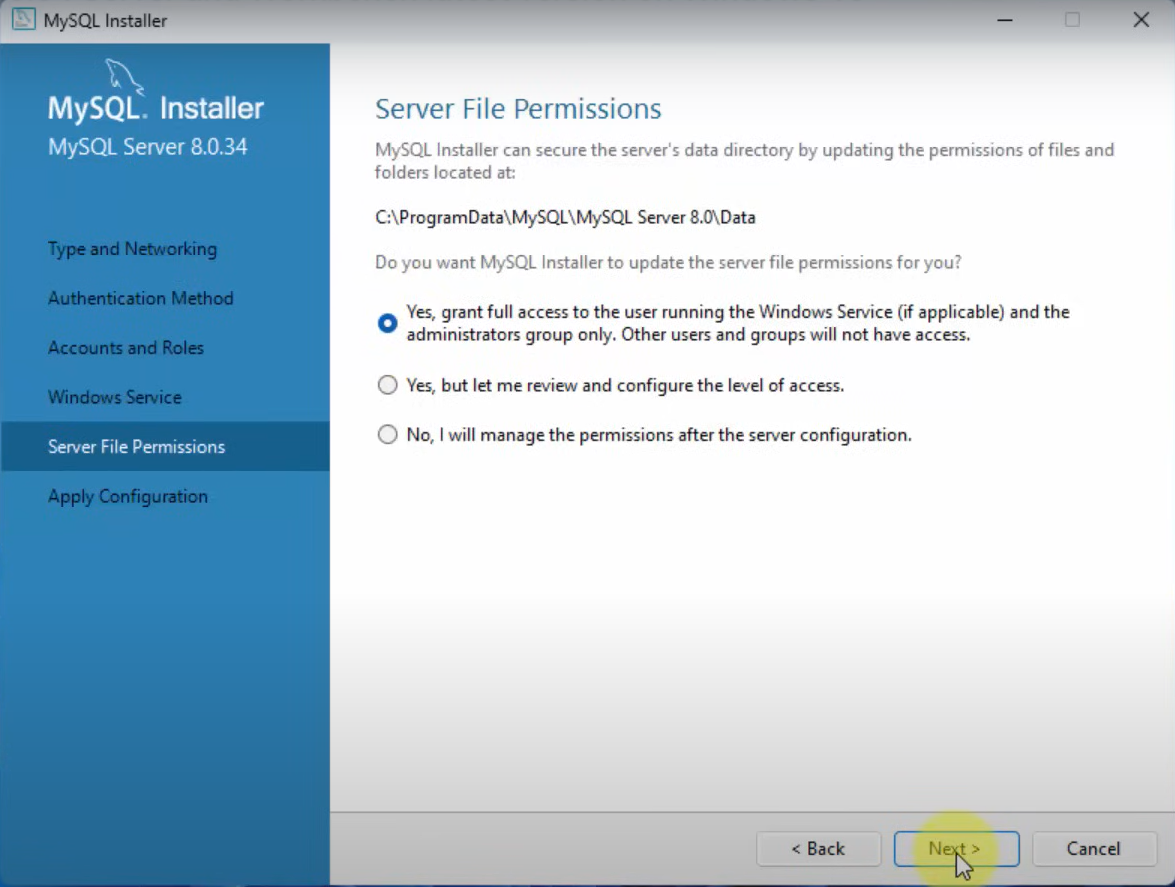 MySQL Installer
MySQL. Installer
MySQL Server 8.0.34
Type and Networking
Authentication Method
Accounts and Roles
Windows Service
Server File Permissions
Apply Configuration
Server File Permissions
MySQL Installer can secure the server's data directory by updating the permissions of files and
folders located at:
C:\ProgramData\MySQL\MySQL Server 8.0\Data
Do you want MySQL Installer to update the server file permissions for you?
Yes, grant full access to the user running the Windows Service (if applicable) and the
administrators group only. Other users and groups will not have access.
Yes, but let me review and configure the level of access.
No, I will manage the permissions after the server configuration.
< Back
Next >
Cancel